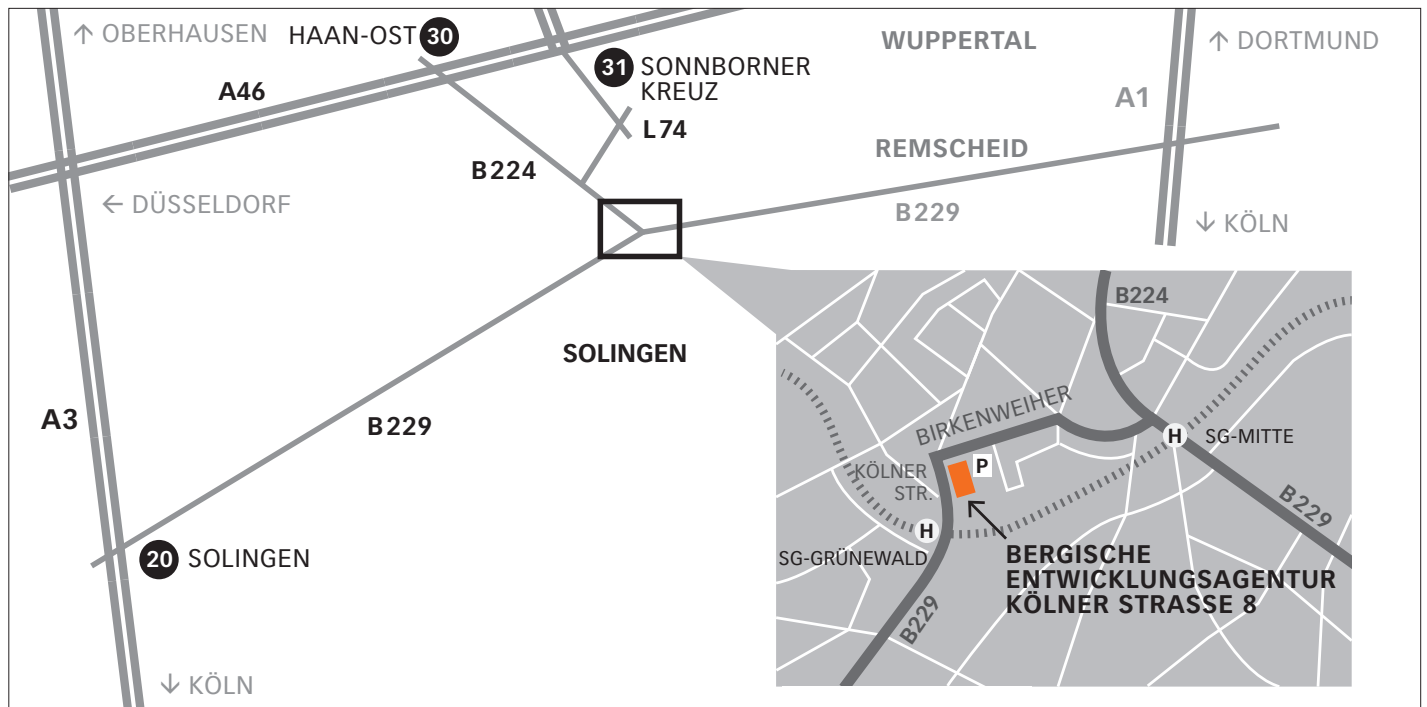 ↑ OBERHAUSEN
HAAN-OST 30
WUPPERTAL
↑ DORTMUND
31 SONNBORNER
KREUZ
A46
A1
L74
REMSCHEID
B224
← DÜSSELDORF
B229
↓ KÖLN
B224
SOLINGEN
A3
B229
BIRKENWEIHER
H SG-MITTE
P
KÖLNER
STR.
B229
H
SG-GRÜNEWALD
20 SOLINGEN
BERGISCHE
ENTWICKLUNGSAGENTUR
KÖLNER STRASSE 8
B229
↓ KÖLN